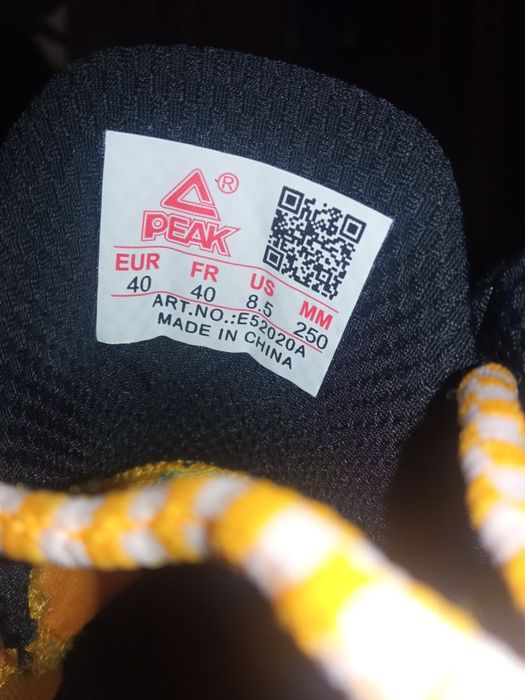 ®
PEAK
EUR FR US MM
40 40 8.5 250
ART.NO.:E52020A
MADE IN CHINA